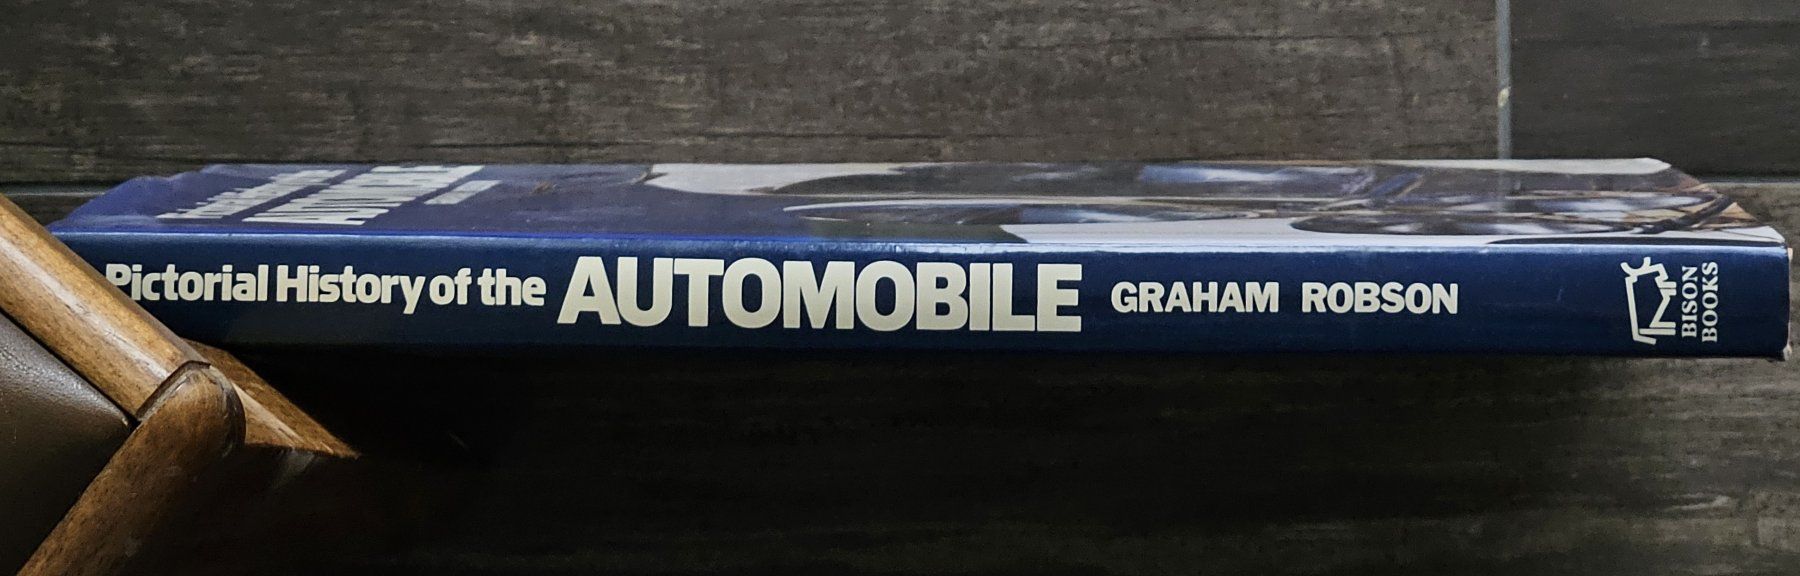 Pictorial History of the AUTOMOBILE GRAHAM ROBSON
BISON
BOOKS